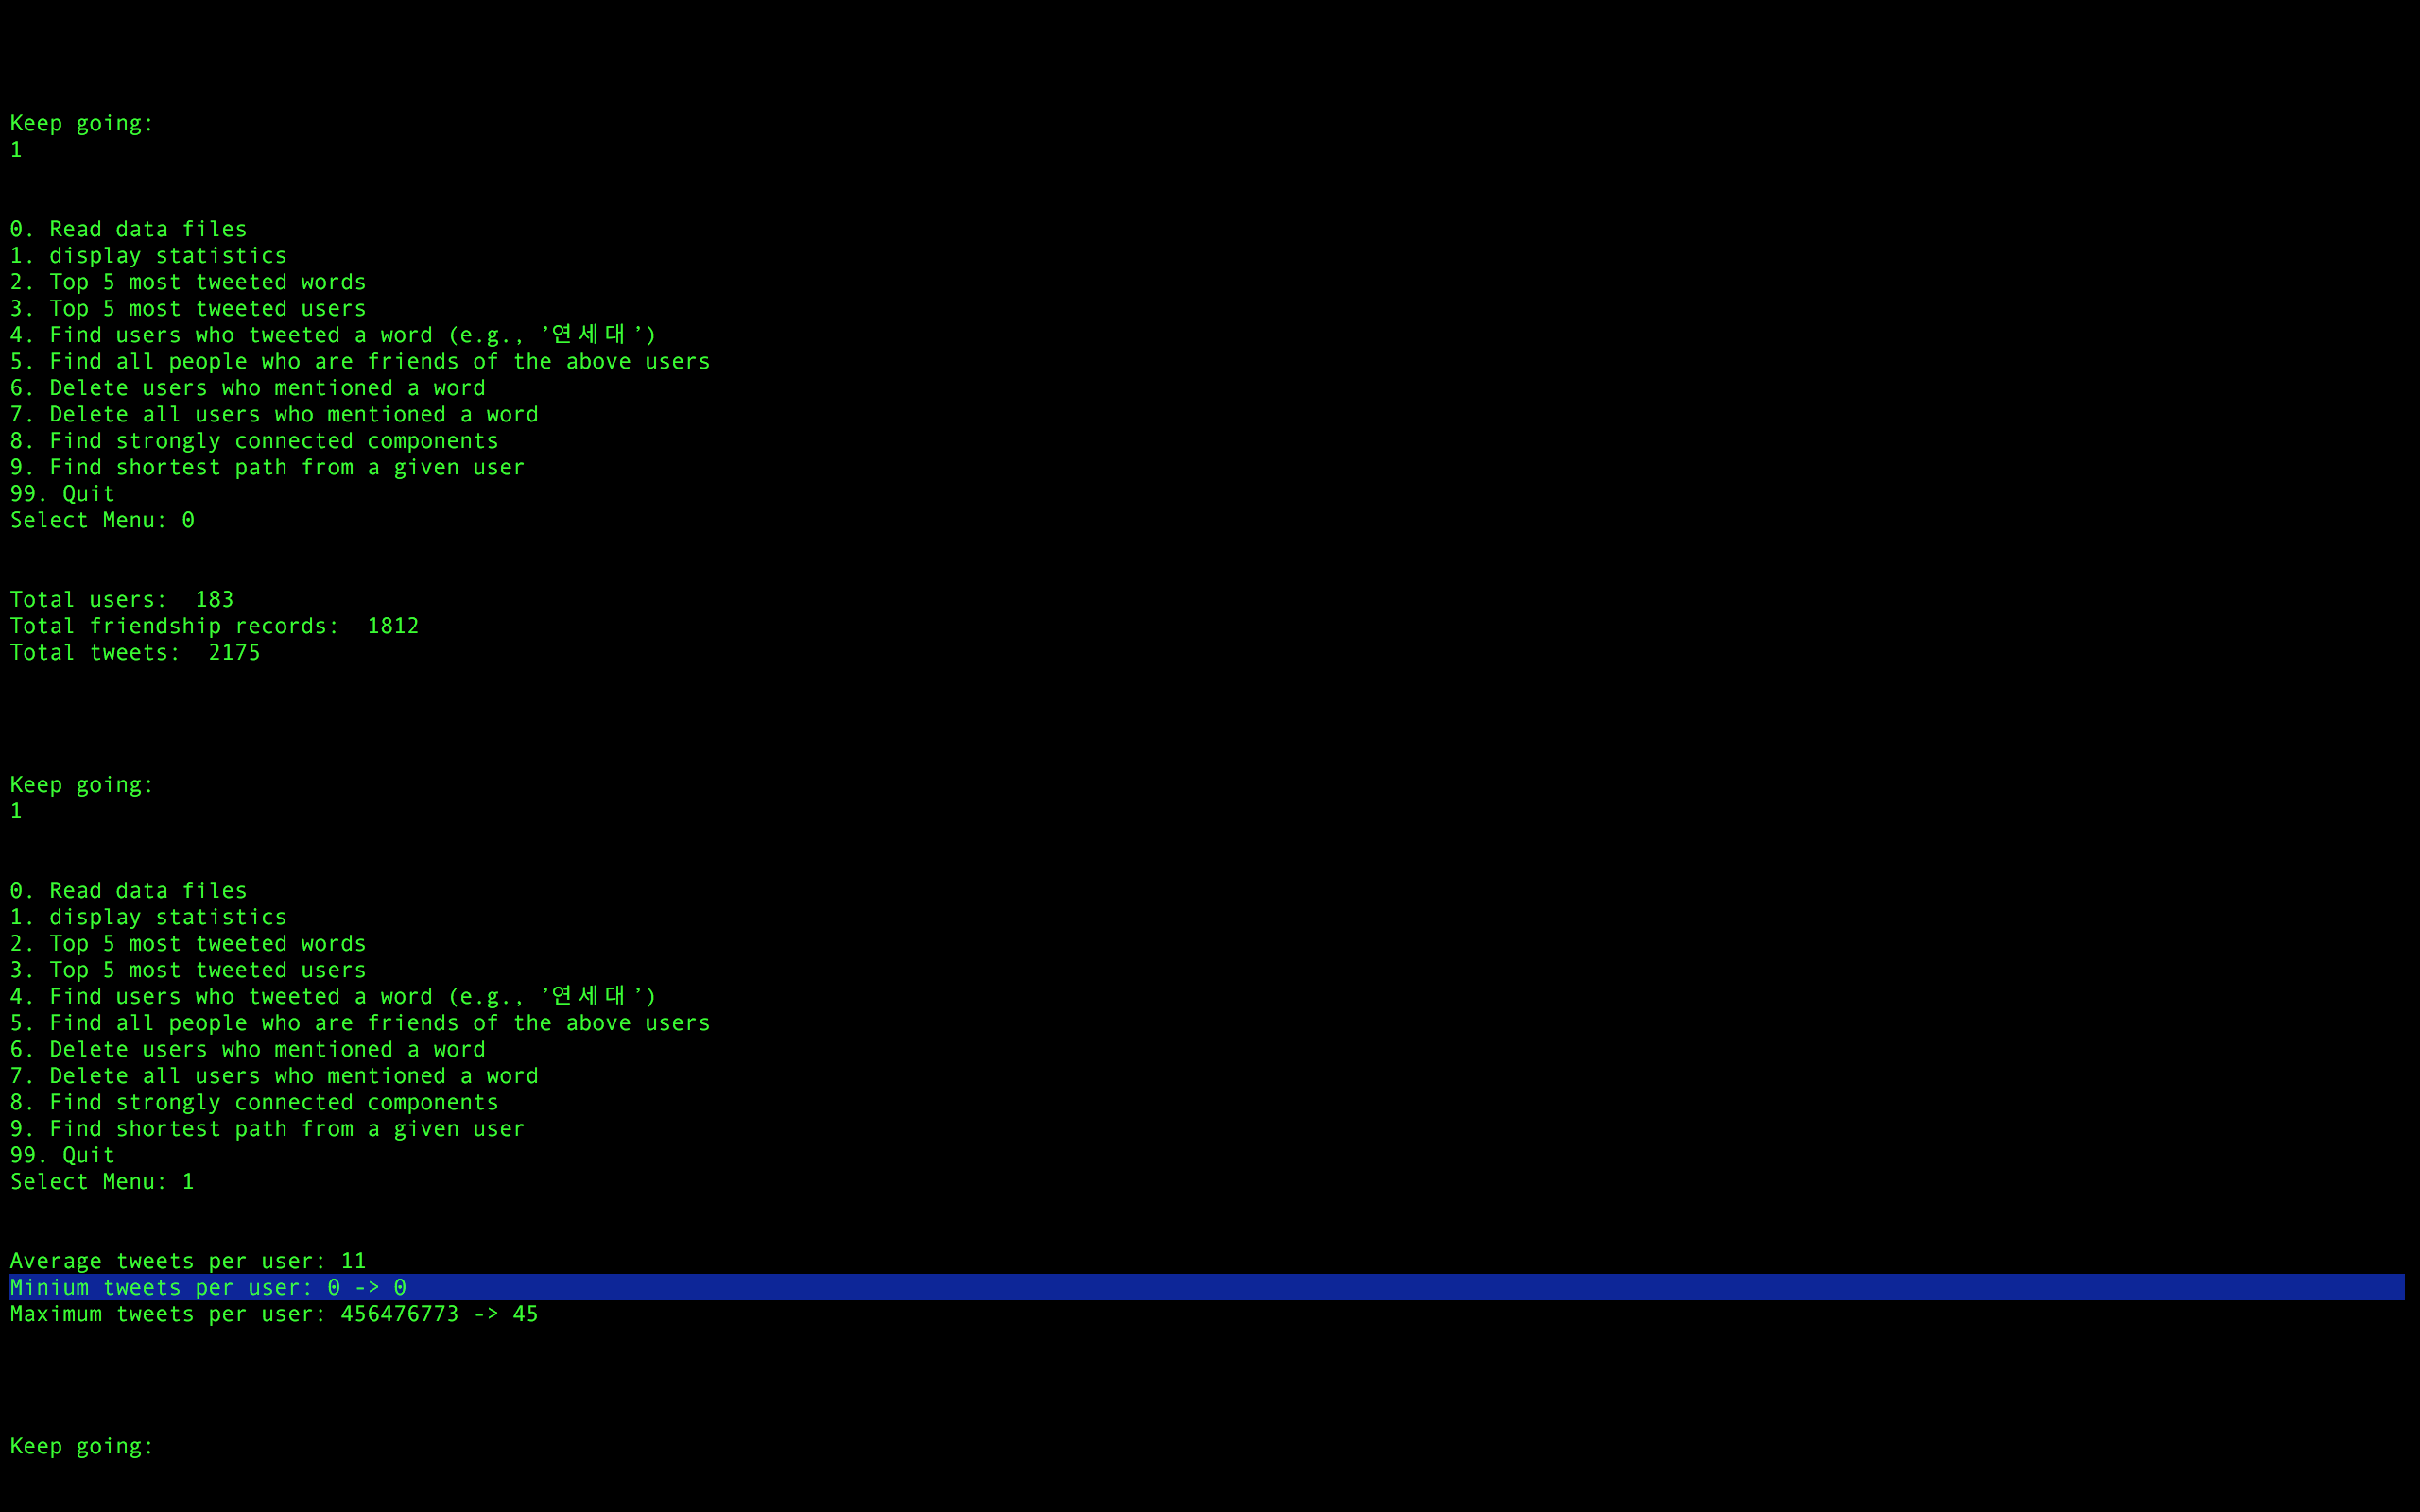 Keep going:
1
0. Read data files
1. display statistics
2. Top 5 most tweeted words
3. Top 5 most tweeted users
4. Find users who tweeted a word (e.g., ’연세대’)
5. Find all people who are friends of the above users
6. Delete users who mentioned a word
7. Delete all users who mentioned a word
8. Find strongly connected components
9. Find shortest path from a given user
99. Quit
Select Menu: 0
Total users:  183
Total friendship records:  1812
Total tweets:  2175
Keep going:
1
0. Read data files
1. display statistics
2. Top 5 most tweeted words
3. Top 5 most tweeted users
4. Find users who tweeted a word (e.g., ’연세대’)
5. Find all people who are friends of the above users
6. Delete users who mentioned a word
7. Delete all users who mentioned a word
8. Find strongly connected components
9. Find shortest path from a given user
99. Quit
Select Menu: 1
Average tweets per user: 11
Minium tweets per user: 0 -> 0
Maximum tweets per user: 456476773 -> 45
Keep going: